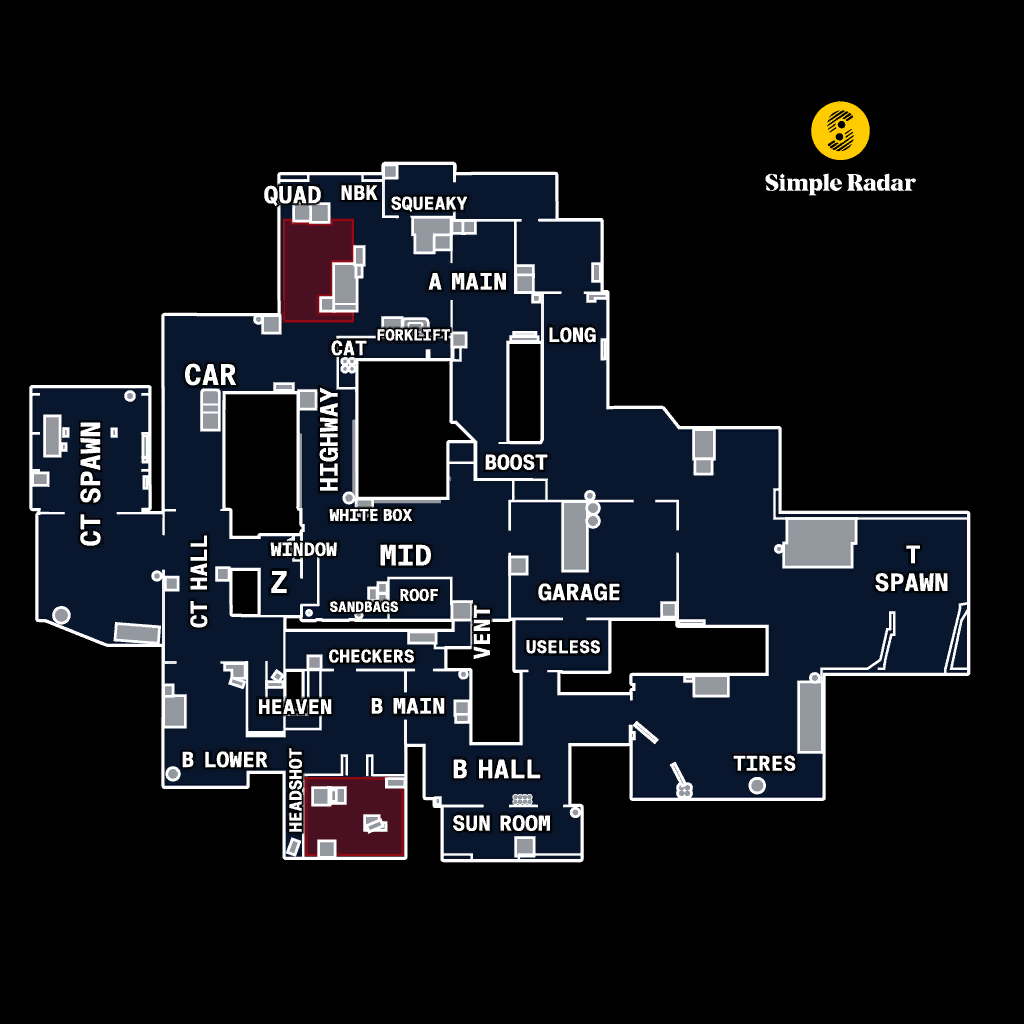 Simple Radar
QUAD
NBK
SQUEAKY
A MAIN
FORKLIFT
LONG
CAT
CAR
HIGHWAY
CT SPAWN
BOOST
WHITE BOX
WINDOW
MID
CT HALL
Z
SANDBAGS
ROOF
GARAGE
T
SPAWN
VENT
USELESS
CHECKERS
HEAVEN
B MAIN
B LOWER
HEADSHOT
B HALL
TIRES
SUN ROOM